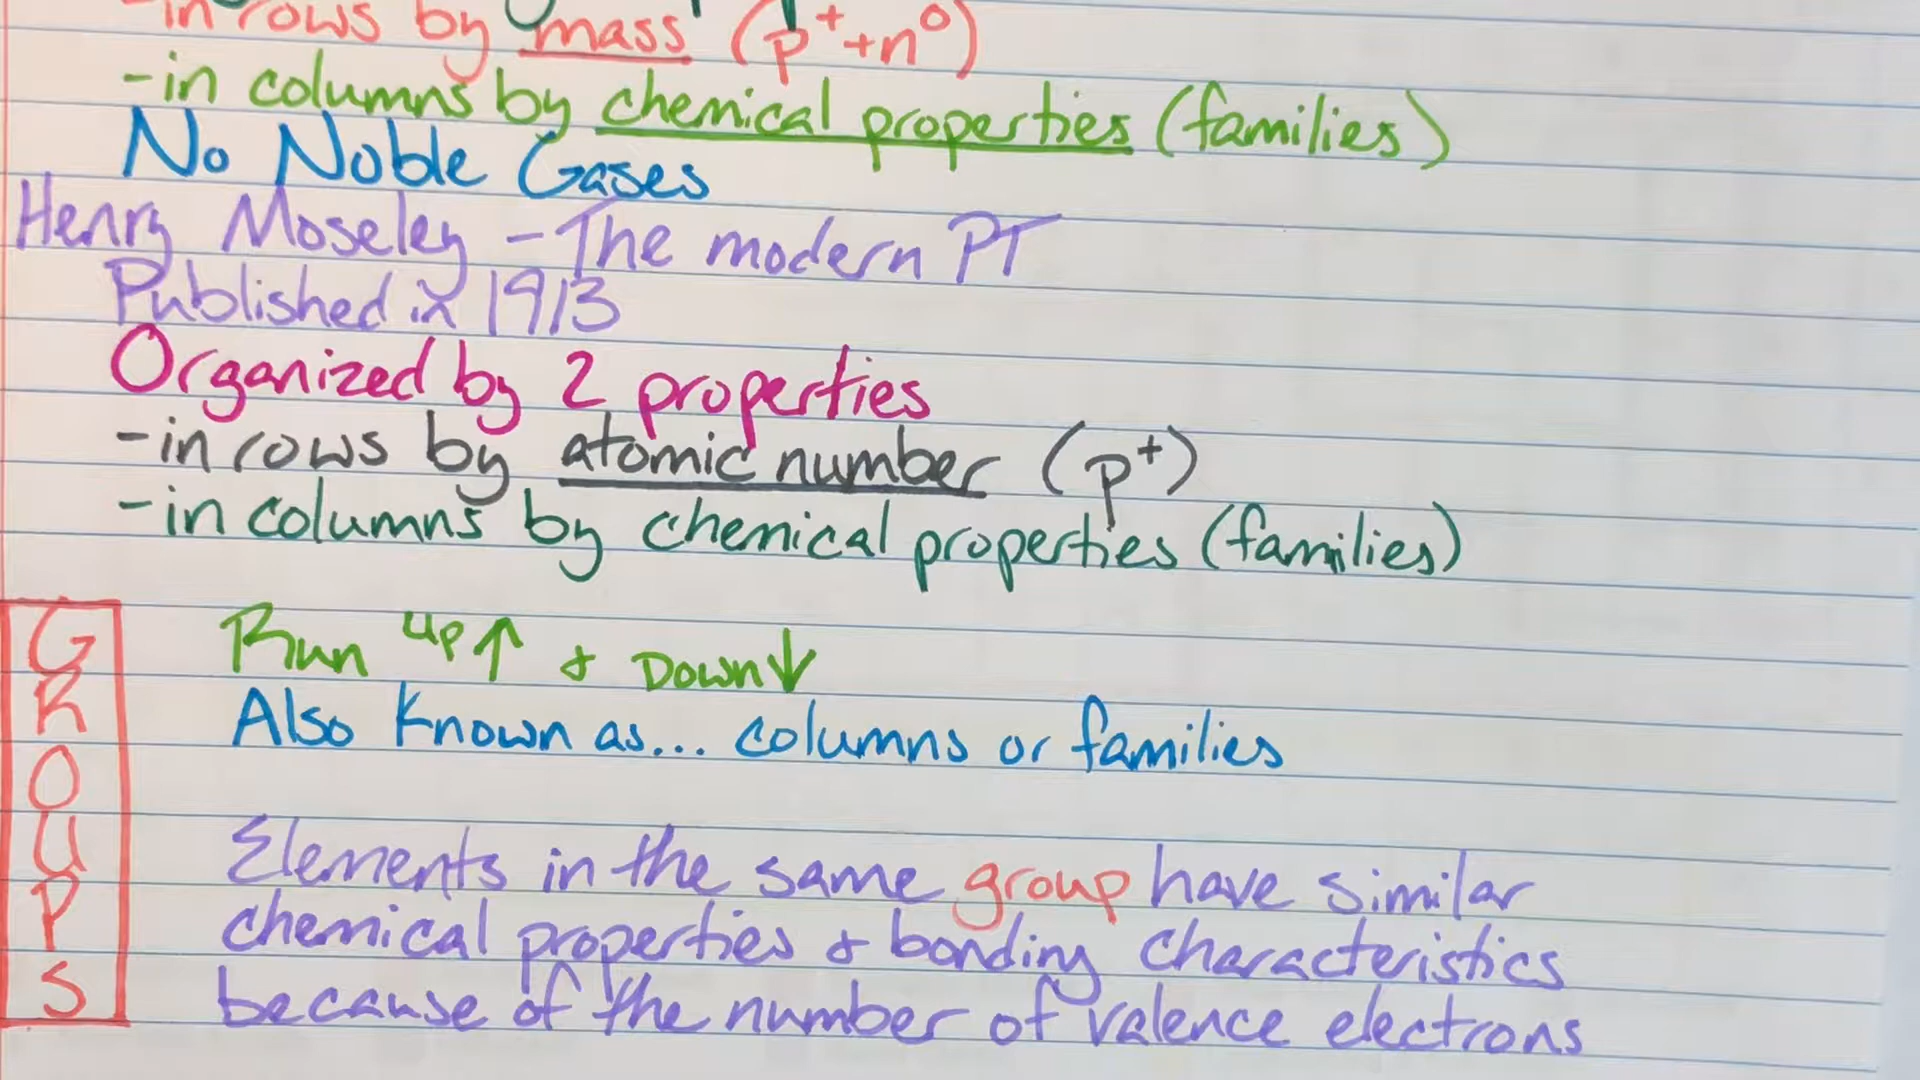 -in rows by mass (p⁺+n⁰)
-in columns by chemical properties (families)
No Noble Gases
Henry Moseley - The modern PT
Published in 1913
Organized by 2 properties
-in rows by atomic number (p⁺)
-in columns by chemical properties (families)
GROUPS
Run up↑ & Down↓
Also known as... columns or families
Elements in the same group have similar
chemical properties & bonding characteristics
because of the number of valence electrons